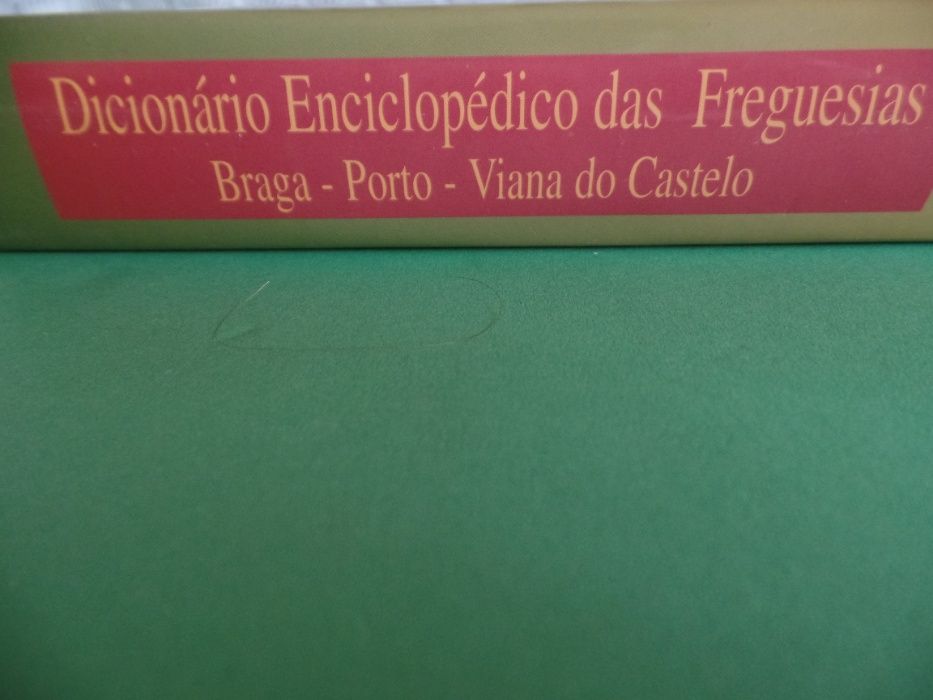 Dicionário Enciclopédico das Freguesias
Braga - Porto - Viana do Castelo